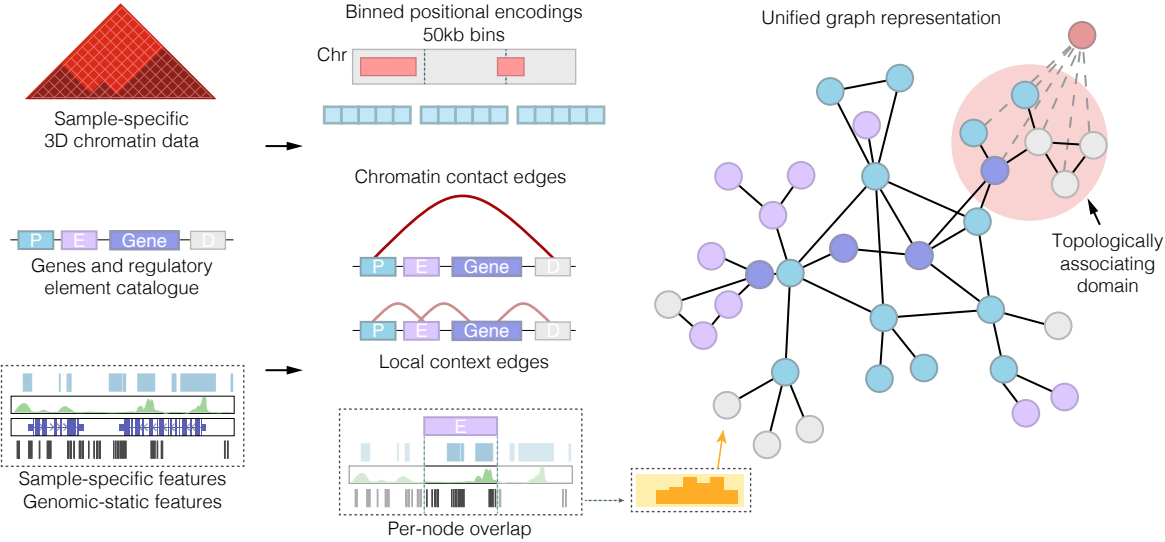 Sample-specific
3D chromatin data
P E Gene D
Genes and regulatory
element catalogue
Sample-specific features
Genomic-static features
Binned positional encodings
50kb bins
Chr
Chromatin contact edges
P E Gene D
P E Gene D
Local context edges
E
Per-node overlap
Unified graph representation
Topologically
associating
domain